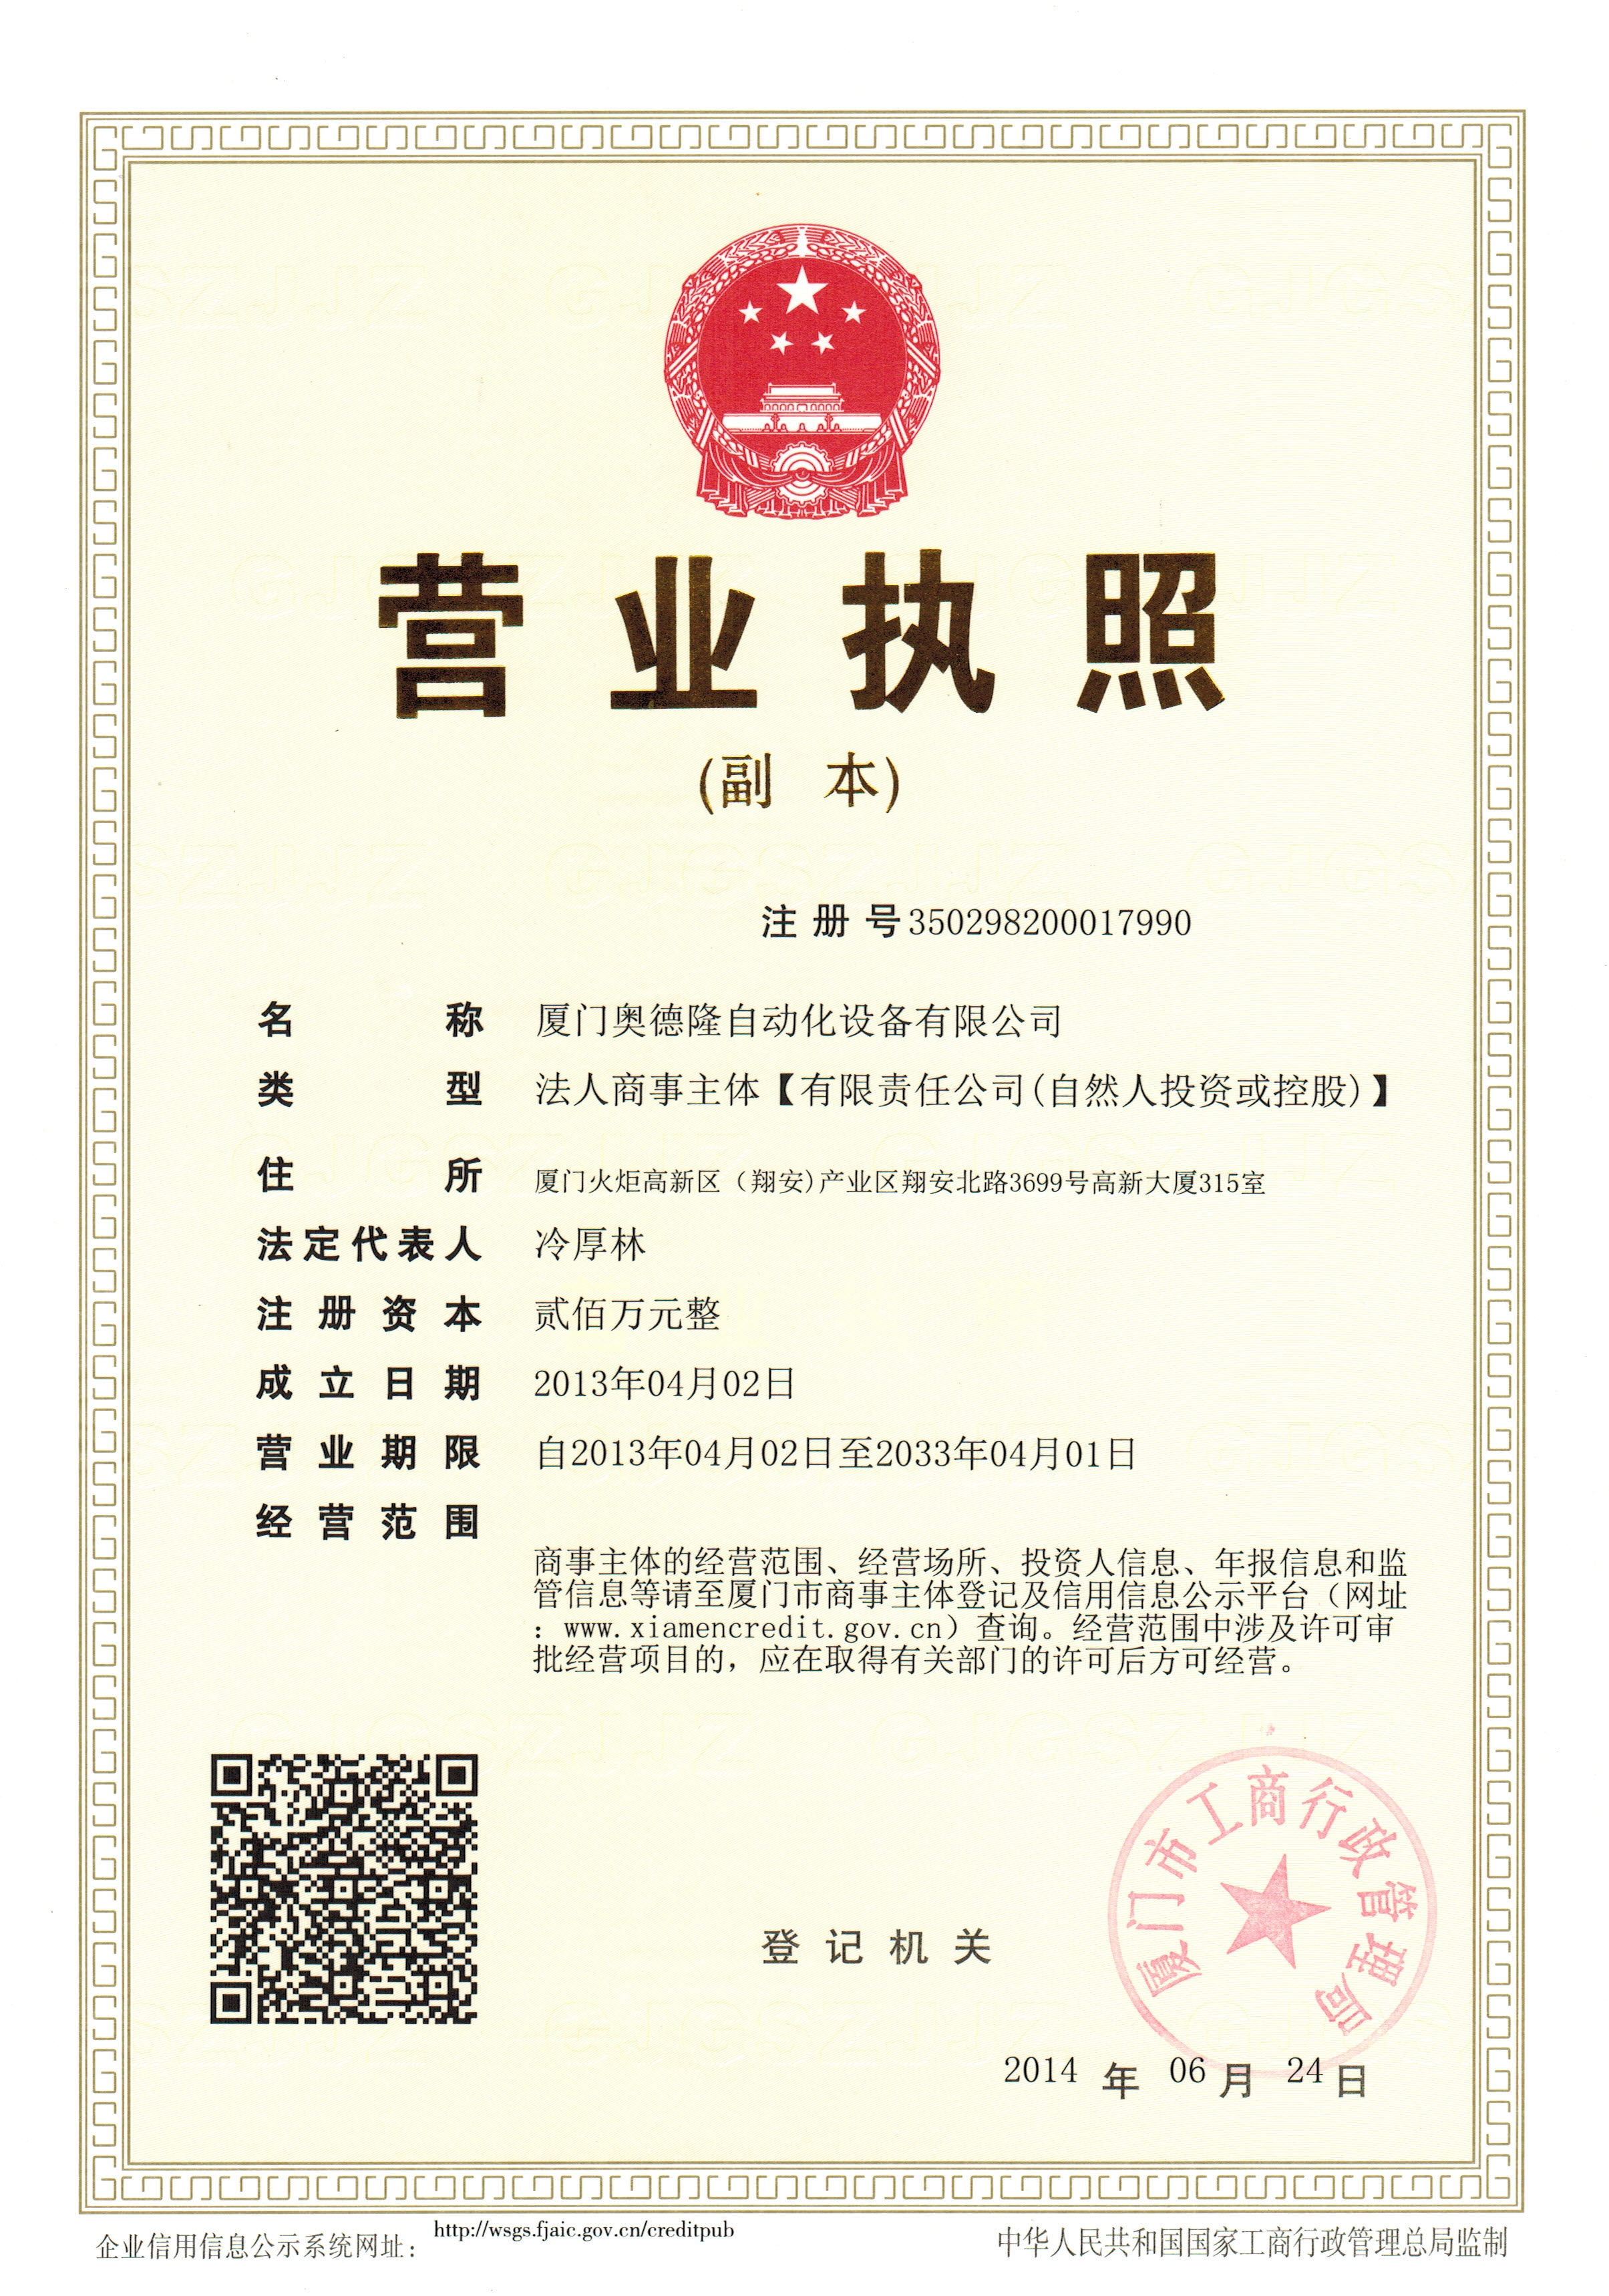 营业执照
(副 本)
注册号350298200017990
名称 厦门奥德隆自动化设备有限公司
类型 法人商事主体【有限责任公司(自然人投资或控股)】
住所 厦门火炬高新区（翔安)产业区翔安北路3699号高新大厦315室
法定代表人 冷厚林
注册资本 贰佰万元整
成立日期 2013年04月02日
营业期限 自2013年04月02日至2033年04月01日
经营范围
商事主体的经营范围、经营场所、投资人信息、年报信息和监
管信息等请至厦门市商事主体登记及信用信息公示平台（网址
：www.xiamencredit.gov.cn）查询。经营范围中涉及许可审
批经营项目的，应在取得有关部门的许可后方可经营。
厦门市工商行政管理局
登记机关
2014 年 06 月 24 日
企业信用信息公示系统网址： http://wsgs.fjaic.gov.cn/creditpub
中华人民共和国国家工商行政管理总局监制